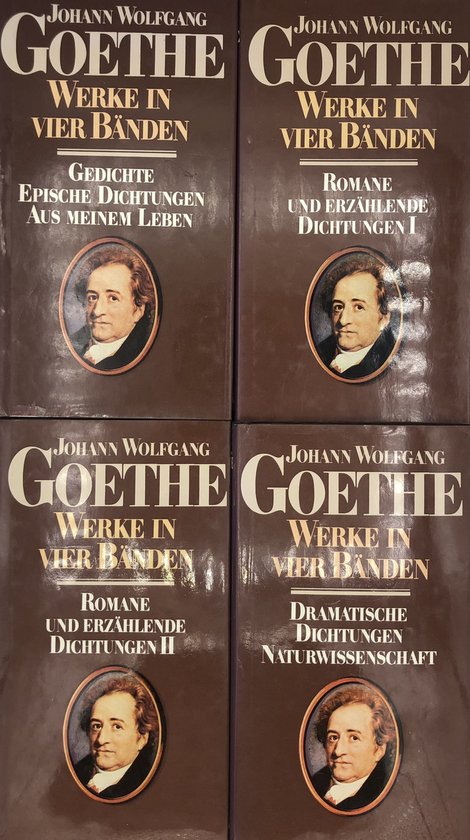 JOHANN WOLFGANG
GOETHE
WERKE IN
VIER BÄNDEN
GEDICHTE
EPISCHE DICHTUNGEN
AUS MEINEM LEBEN
JOHANN WOLFGANG
GOETHE
WERKE IN
VIER BÄNDEN
ROMANE
UND ERZÄHLENDE
DICHTUNGEN I
JOHANN WOLFGANG
GOETHE
WERKE IN
VIER BÄNDEN
ROMANE
UND ERZÄHLENDE
DICHTUNGEN II
JOHANN WOLFGANG
GOETHE
WERKE IN
VIER BÄNDEN
DRAMATISCHE
DICHTUNGEN
NATURWISSENSCHAFT